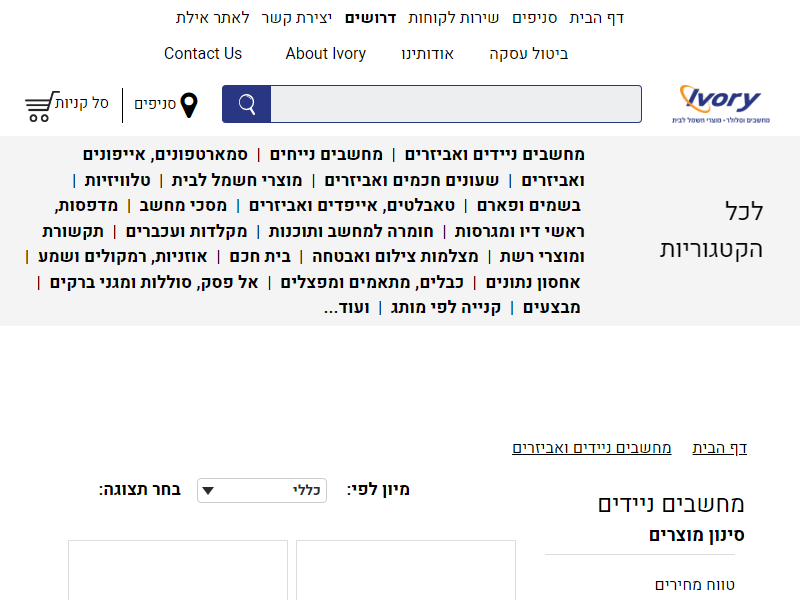 דף הבית סניפים שירות לקוחות דרושים יצירת קשר לאתר אילת
ביטול עסקה אודותינו About Ivory Contact Us
Ivory
מחשבים וסלולר • מוצרי חשמל לבית
סניפים
סל קניות
לכל
הקטגוריות
מחשבים ניידים ואביזרים | מחשבים נייחים | סמארטפונים, אייפונים
ואביזרים | שעונים חכמים ואביזרים | מוצרי חשמל לבית | טלוויזיות |
בשמים ופארם | טאבלטים, אייפדים ואביזרים | מסכי מחשב | מדפסות,
ראשי דיו ומגרסות | חומרה למחשב ותוכנות | מקלדות ועכברים | תקשורת
ומוצרי רשת | מצלמות צילום ואבטחה | בית חכם | אוזניות, רמקולים ושמע |
אחסון נתונים | כבלים, מתאמים ומפצלים | אל פסק, סוללות ומגני ברקים |
מבצעים | קנייה לפי מותג | ועוד...
דף הבית מחשבים ניידים ואביזרים
מחשבים ניידים
סינון מוצרים
טווח מחירים
מיון לפי: כללי בחר תצוגה: